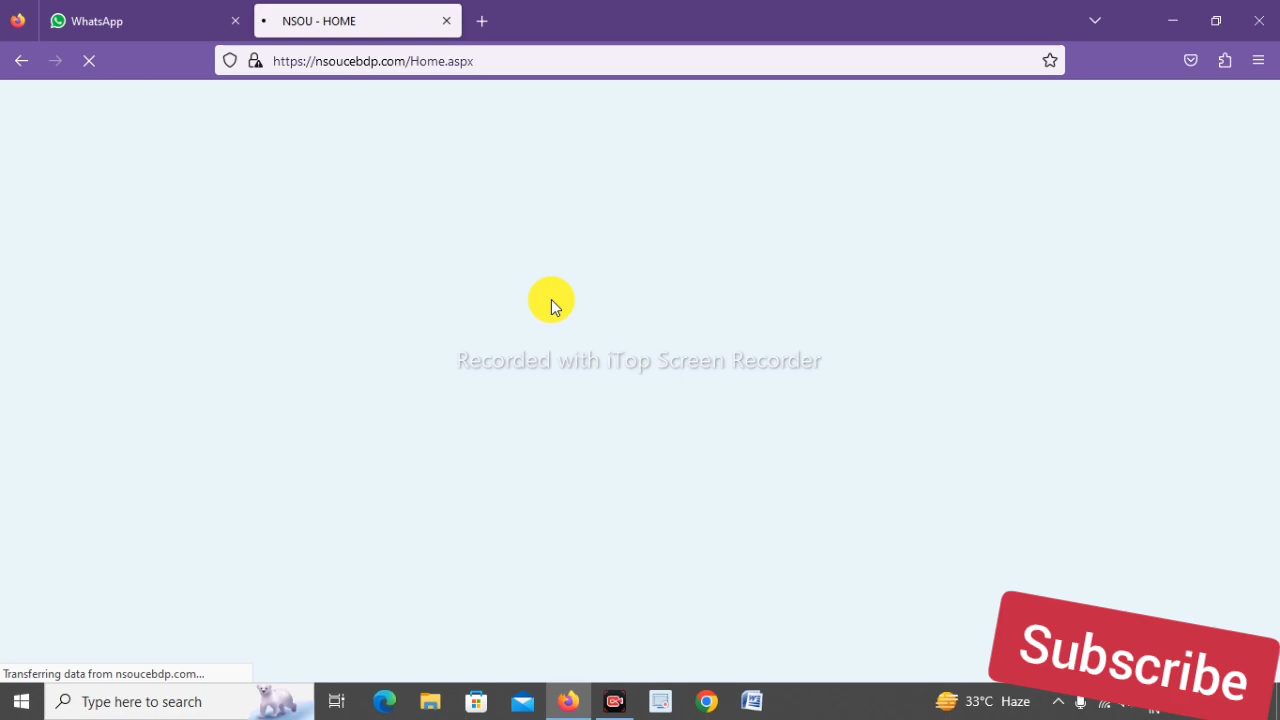 WhatsApp
NSOU - HOME
https://nsoucebdp.com/Home.aspx
Recorded with iTop Screen Recorder
Subscribe
Transferring data from nsoucebdp.com...
Type here to search
33°C Haze